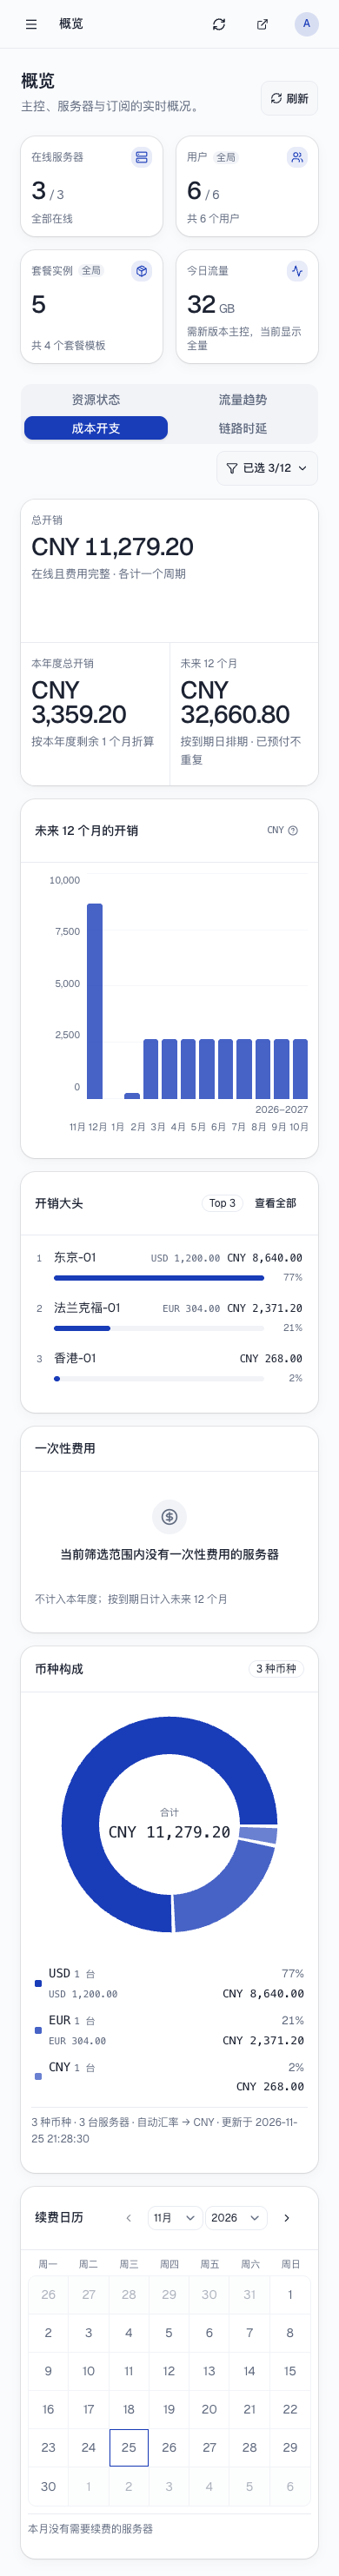 概览
A
概览
主控、服务器与订阅的实时概况。
刷新
在线服务器
3 / 3
全部在线
用户 全局
6 / 6
共 6 个用户
套餐实例 全局
5
共 4 个套餐模板
今日流量
32 GB
需新版本主控，当前显示
全量
资源状态
流量趋势
成本开支
链路时延
已选 3/12
总开销
CNY 11,279.20
在线且费用完整 · 各计一个周期
本年度总开销
CNY
3,359.20
按本年度剩余 1 个月折算
未来 12 个月
CNY
32,660.80
按到期日排期 · 已预付不
重复
未来 12 个月的开销
CNY
10,000
7,500
5,000
2,500
0
2026–2027
11月 12月 1月 2月 3月 4月 5月 6月 7月 8月 9月 10月
开销大头
Top 3
查看全部
1 东京-01 USD 1,200.00 CNY 8,640.00
77%
2 法兰克福-01 EUR 304.00 CNY 2,371.20
21%
3 香港-01 CNY 268.00
2%
一次性费用
当前筛选范围内没有一次性费用的服务器
不计入本年度；按到期日计入未来 12 个月
币种构成
3 种币种
合计
CNY 11,279.20
USD 1 台 77%
USD 1,200.00 CNY 8,640.00
EUR 1 台 21%
EUR 304.00 CNY 2,371.20
CNY 1 台 2%
CNY 268.00
3 种币种 · 3 台服务器 · 自动汇率 → CNY · 更新于 2026-11-
25 21:28:30
续费日历
11月
2026
周一 周二 周三 周四 周五 周六 周日
26 27 28 29 30 31 1
2 3 4 5 6 7 8
9 10 11 12 13 14 15
16 17 18 19 20 21 22
23 24 25 26 27 28 29
30 1 2 3 4 5 6
本月没有需要续费的服务器